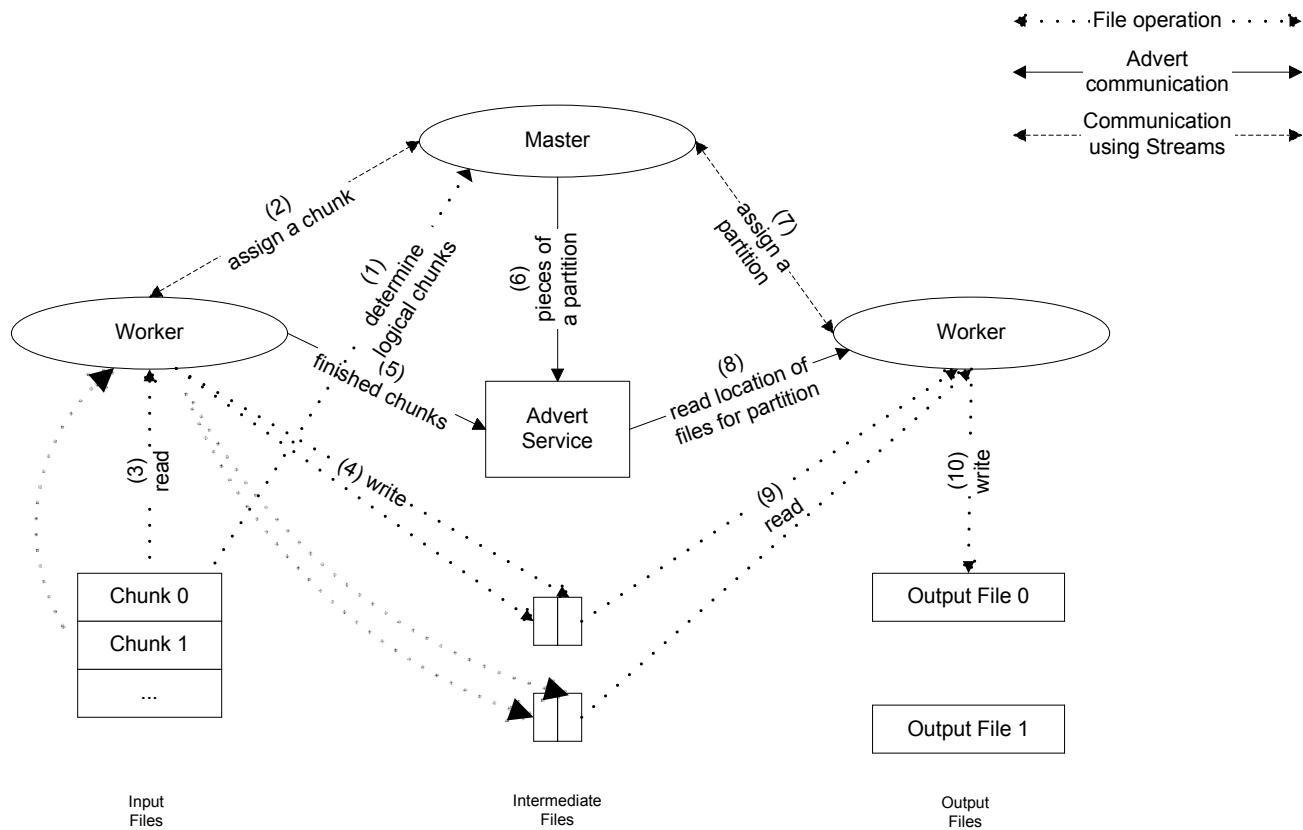 File operation
Advert
communication
Communication
using Streams
Master
(2)
assign a chunk
(1)
determine
logical chunks
(6)
pieces of
a partition
(7)
assign a
partition
Worker
Worker
(5)
finished chunks
Advert
Service
(8)
read location of
files for partition
(3)
read
(4) write
(9)
read
(10)
write
Chunk 0
Chunk 1
...
Output File 0
Output File 1
Input
Files
Intermediate
Files
Output
Files